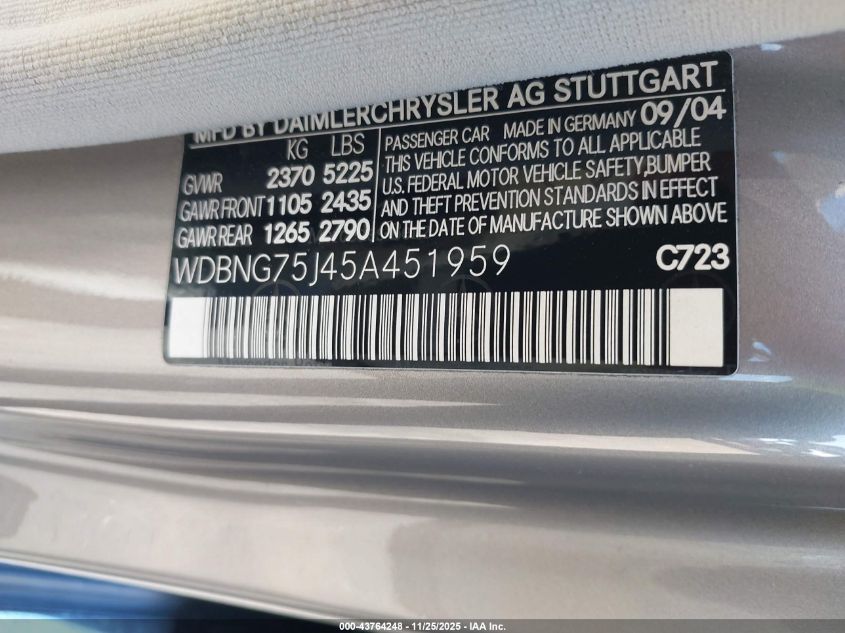 MFD BY DAIMLERCHRYSLER AG STUTTGART
KG LBS
GVWR 2370 5225
GAWR FRONT 1105 2435
GAWR REAR 1265 2790
PASSENGER CAR MADE IN GERMANY 09/04
THIS VEHICLE CONFORMS TO ALL APPLICABLE
U.S. FEDERAL MOTOR VEHICLE SAFETY,BUMPER
AND THEFT PREVENTION STANDARDS IN EFFECT
ON THE DATE OF MANUFACTURE SHOWN ABOVE
WDBNG75J45A451959 C723
000-43764248 - 11/25/2025 - IAA Inc.